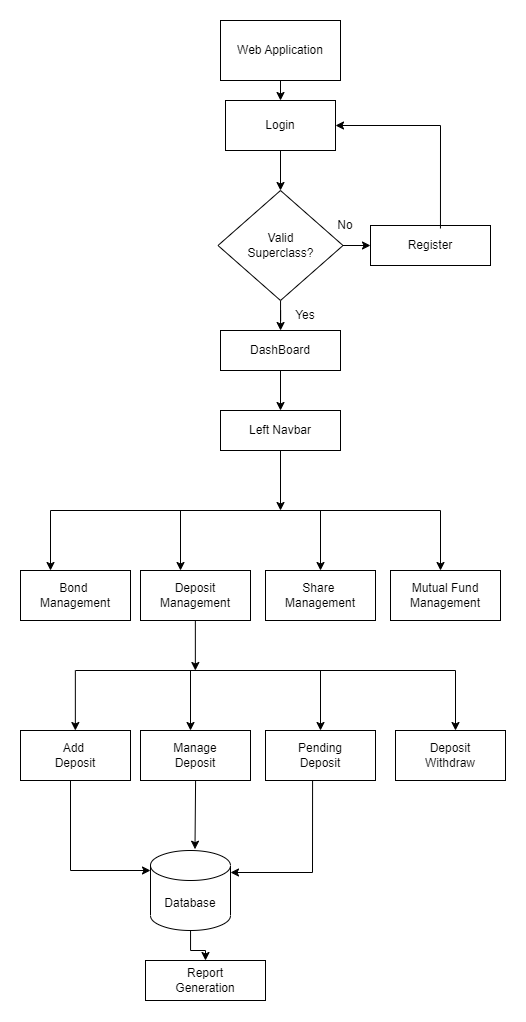 Web Application
Login
No
Valid
Superclass?
Register
Yes
DashBoard
Left Navbar
Bond
Management
Deposit
Management
Share
Management
Mutual Fund
Management
Add
Deposit
Manage
Deposit
Pending
Deposit
Deposit
Withdraw
Database
Report
Generation